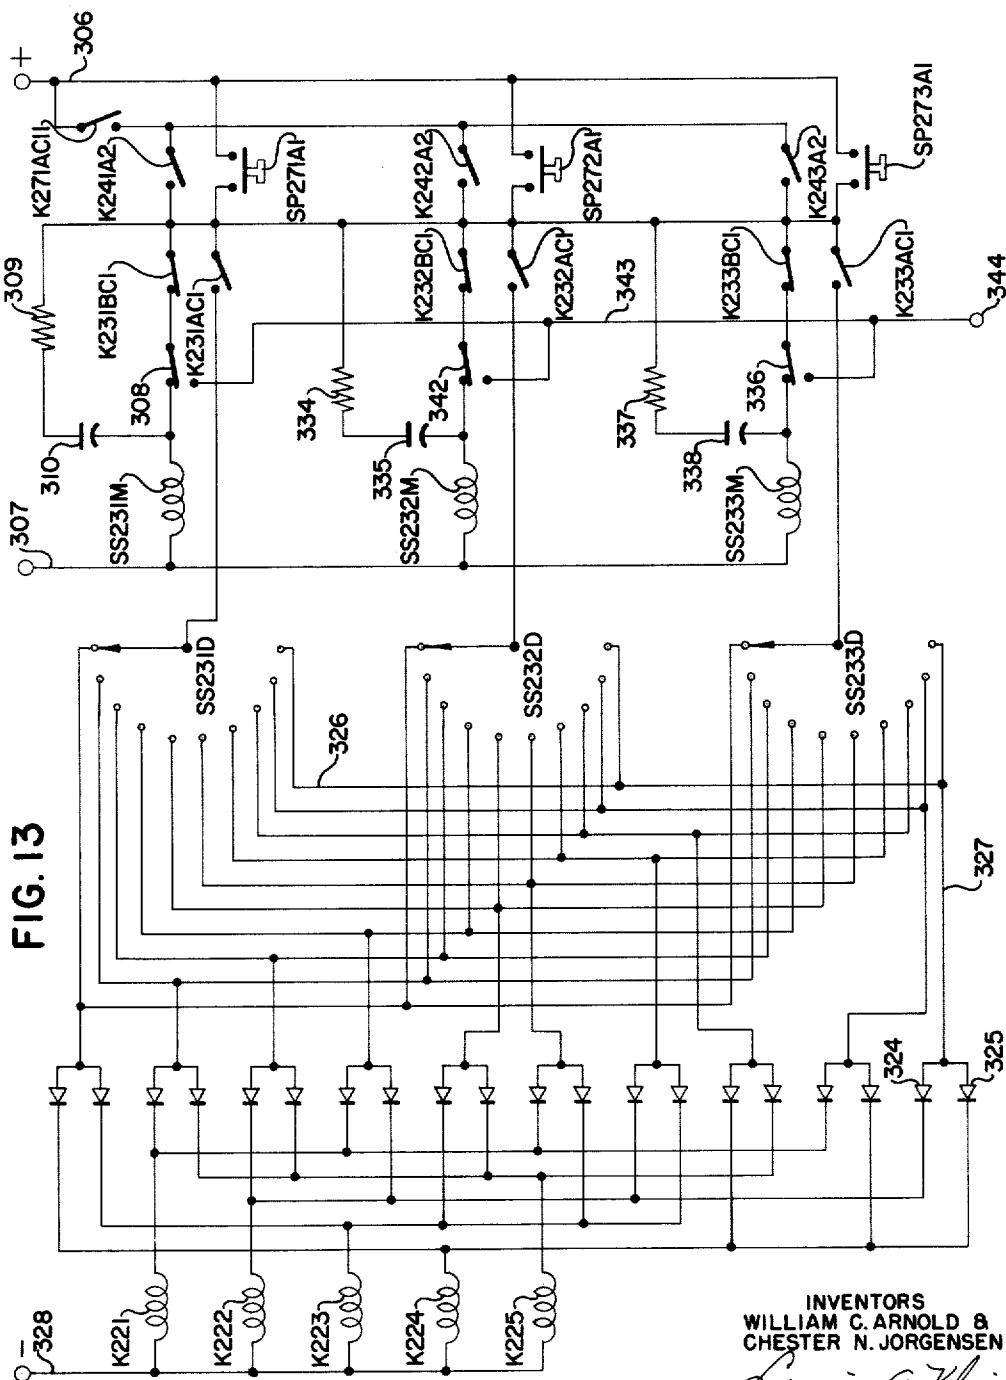 FIG. 13
+
306
K271AC11
K241A2
SP271A1
309
K231BC1
K231AC1
308
310
SS231M
307
SS231D
K242A2
SP272A1
334
K232BC1
K232AC1
342
335
SS232M
SS232D
343
K243A2
SP273A1
337
K233BC1
K233AC1
336
338
SS233M
SS233D
344
326
327
324
325
K221
K222
K223
K224
K225
328
−
INVENTORS
WILLIAM C. ARNOLD &
CHESTER N. JORGENSEN